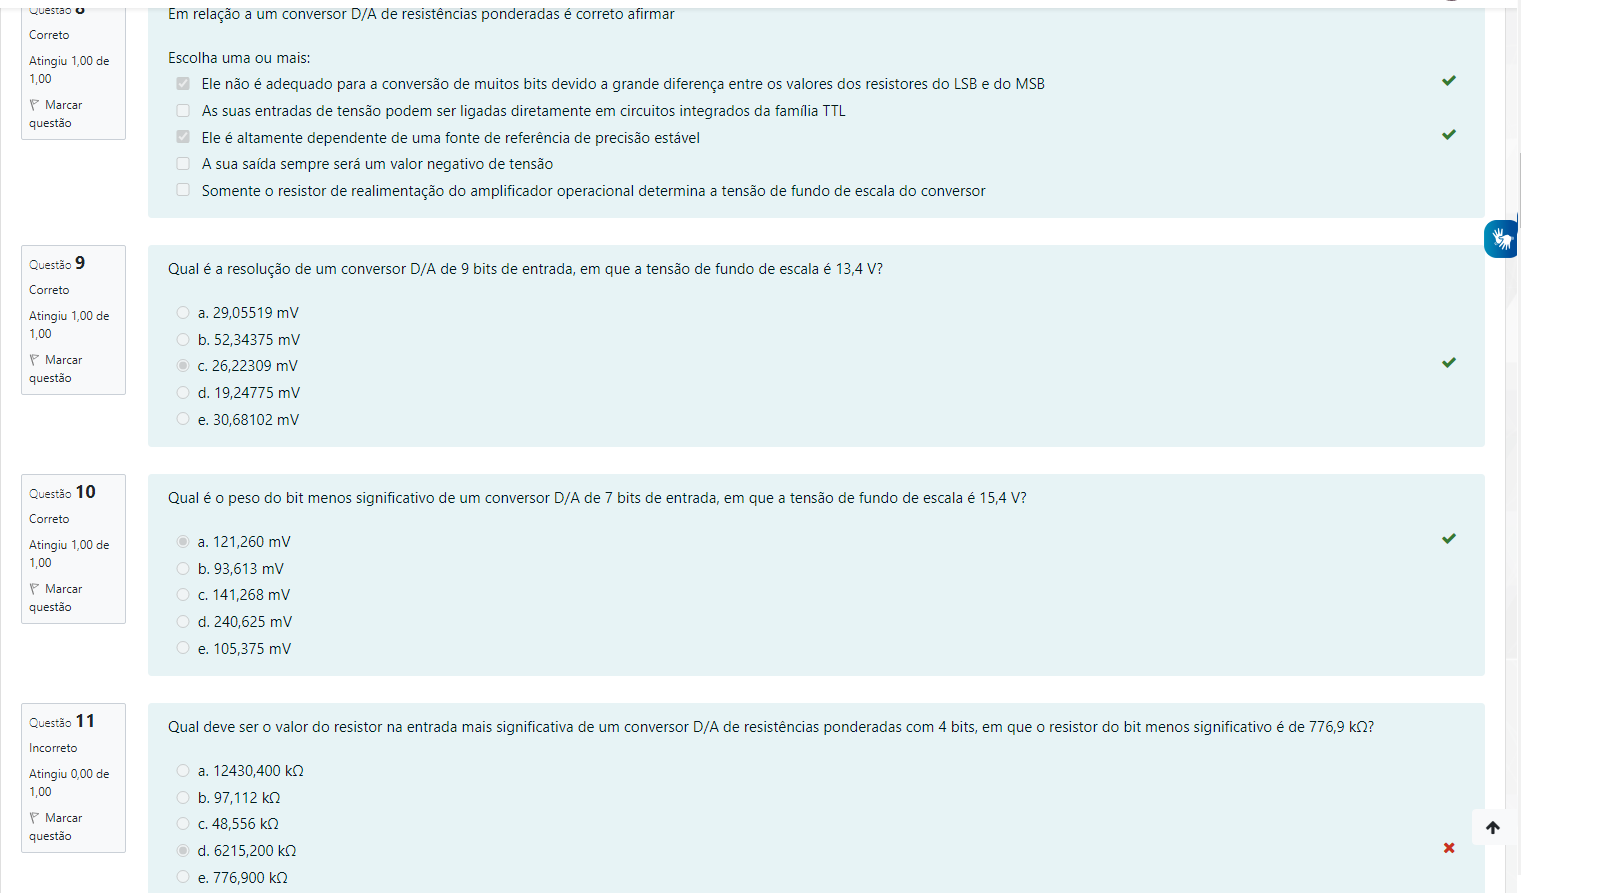 Questão 8
Correto
Atingiu 1,00 de
1,00
Marcar
questão
Em relação a um conversor D/A de resistências ponderadas é correto afirmar
Escolha uma ou mais:
Ele não é adequado para a conversão de muitos bits devido a grande diferença entre os valores dos resistores do LSB e do MSB
As suas entradas de tensão podem ser ligadas diretamente em circuitos integrados da família TTL
Ele é altamente dependente de uma fonte de referência de precisão estável
A sua saída sempre será um valor negativo de tensão
Somente o resistor de realimentação do amplificador operacional determina a tensão de fundo de escala do conversor
Questão 9
Correto
Atingiu 1,00 de
1,00
Marcar
questão
Qual é a resolução de um conversor D/A de 9 bits de entrada, em que a tensão de fundo de escala é 13,4 V?
a. 29,05519 mV
b. 52,34375 mV
c. 26,22309 mV
d. 19,24775 mV
e. 30,68102 mV
Questão 10
Correto
Atingiu 1,00 de
1,00
Marcar
questão
Qual é o peso do bit menos significativo de um conversor D/A de 7 bits de entrada, em que a tensão de fundo de escala é 15,4 V?
a. 121,260 mV
b. 93,613 mV
c. 141,268 mV
d. 240,625 mV
e. 105,375 mV
Questão 11
Incorreto
Atingiu 0,00 de
1,00
Marcar
questão
Qual deve ser o valor do resistor na entrada mais significativa de um conversor D/A de resistências ponderadas com 4 bits, em que o resistor do bit menos significativo é de 776,9 kΩ?
a. 12430,400 kΩ
b. 97,112 kΩ
c. 48,556 kΩ
d. 6215,200 kΩ
e. 776,900 kΩ